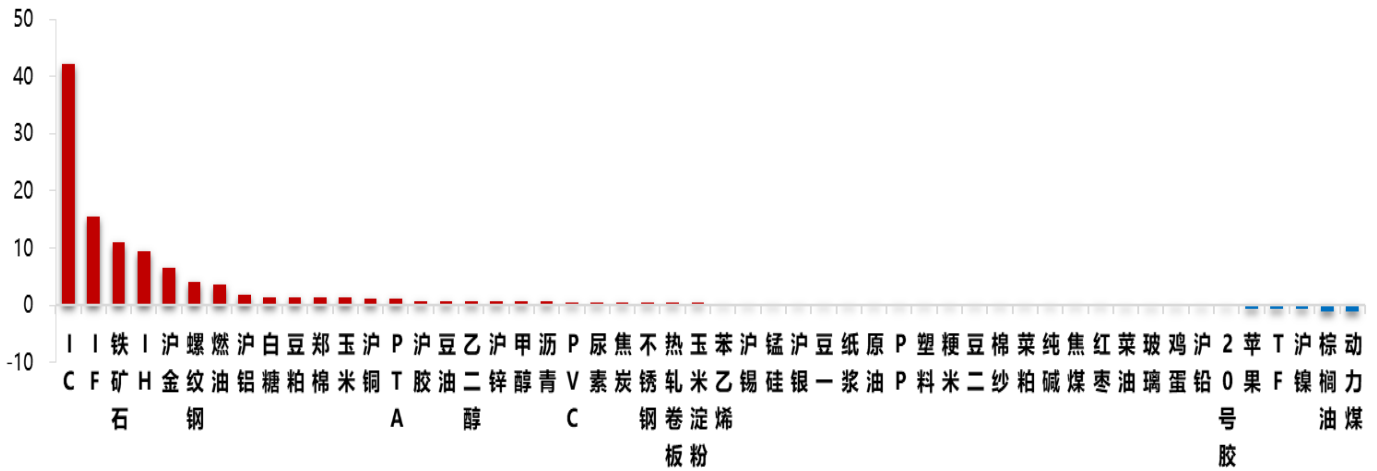 50
40
30
20
10
0
-10
IC
IF
铁矿石
IH
沪金
螺纹钢
燃油
沪铝
白糖
豆粕
郑棉
玉米
沪铜
PTA
沪胶
豆油
乙二醇
沪锌
甲醇
沥青
PVC
尿素
焦炭
不锈钢
热轧卷板
玉米淀粉
苯乙烯
沪锡
锰硅
沪银
豆一
纸浆
原油
PP
塑料
粳米
豆二
棉纱
菜粕
纯碱
焦煤
红枣
菜油
玻璃
鸡蛋
沪铅
20号胶
苹果
TF
沪镍
棕榈油
动力煤